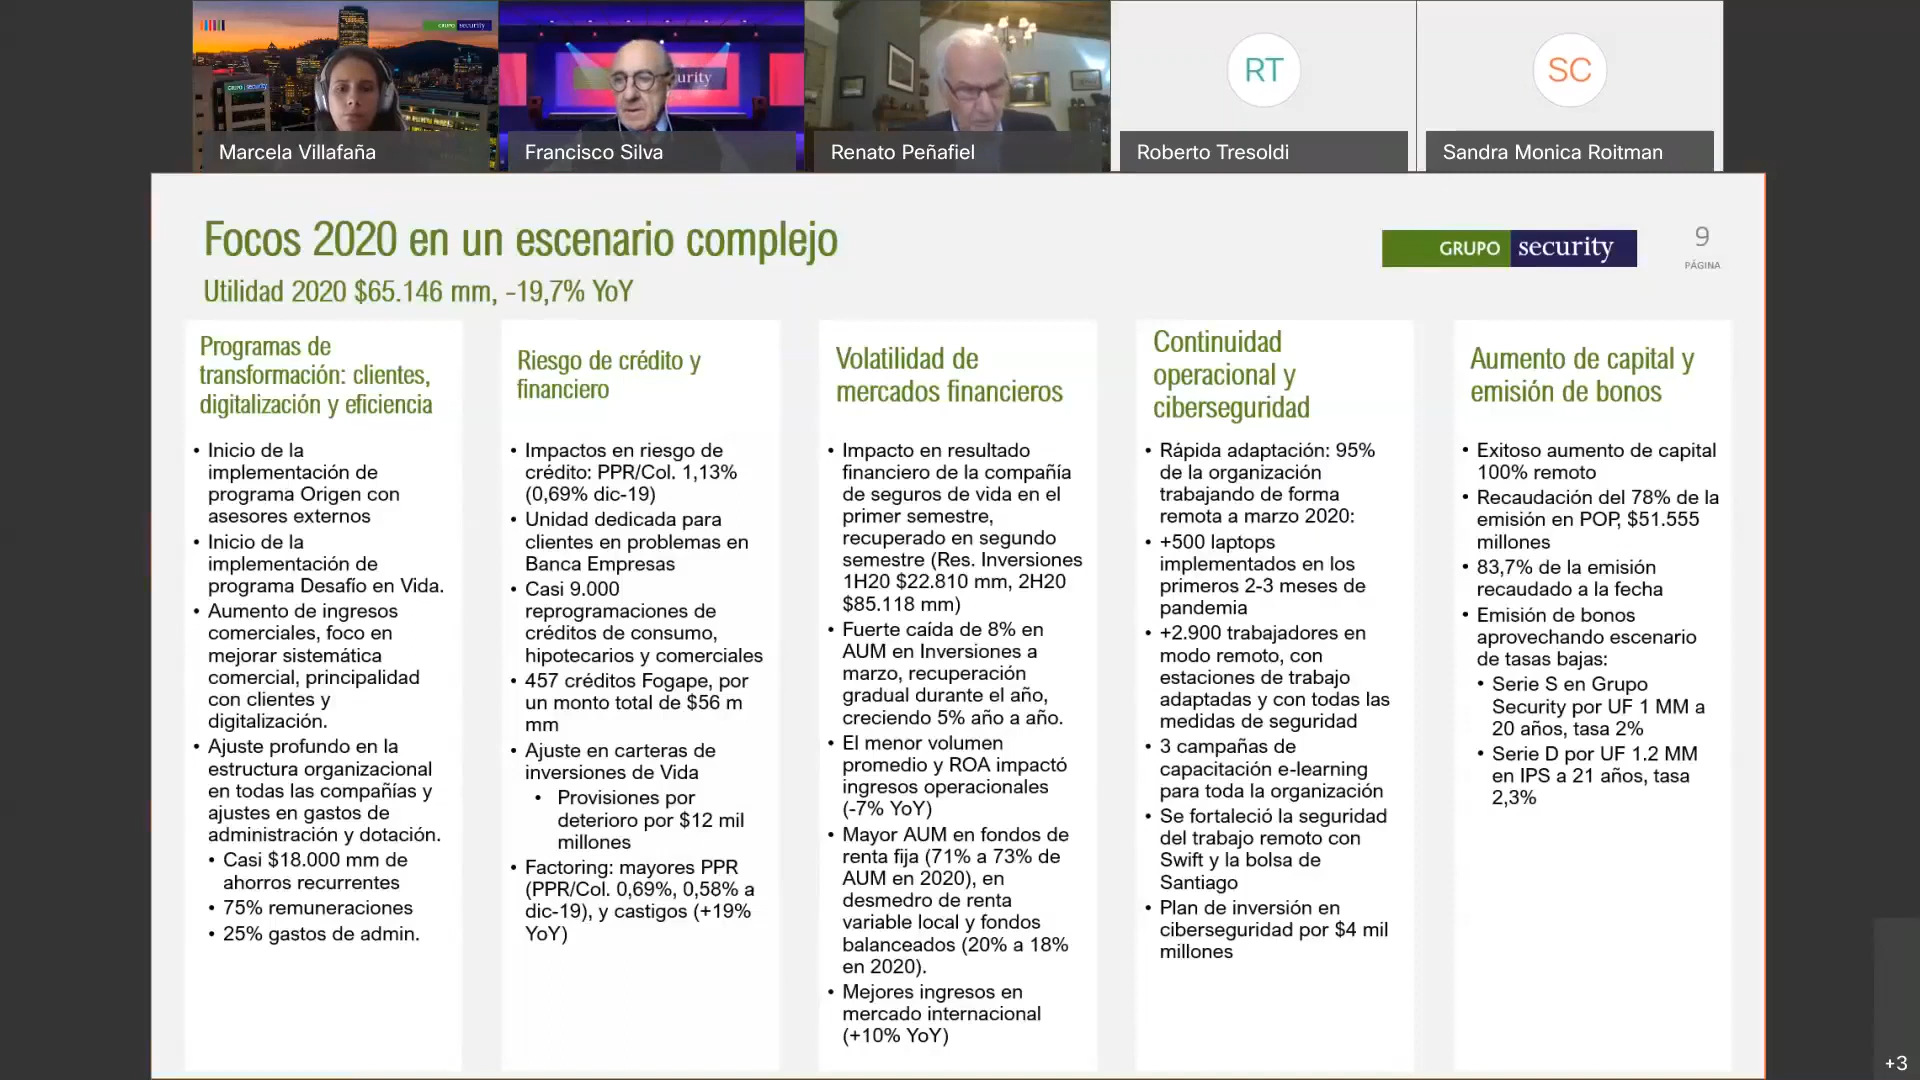 GRUPO security
GRUPO security
urity
Marcela Villafaña
Francisco Silva
Renato Peñafiel
RT
Roberto Tresoldi
SC
Sandra Monica Roitman
Focos 2020 en un escenario complejo
Utilidad 2020 $65.146 mm, -19,7% YoY
GRUPO security
9
PÁGINA
Programas de
transformación: clientes,
digitalización y eficiencia
• Inicio de la
implementación de
programa Origen con
asesores externos
• Inicio de la
implementación de
programa Desafío en Vida.
• Aumento de ingresos
comerciales, foco en
mejorar sistemática
comercial, principalidad
con clientes y
digitalización.
• Ajuste profundo en la
estructura organizacional
en todas las compañías y
ajustes en gastos de
administración y dotación.
• Casi $18.000 mm de
ahorros recurrentes
• 75% remuneraciones
• 25% gastos de admin.
Riesgo de crédito y
financiero
• Impactos en riesgo de
crédito: PPR/Col. 1,13%
(0,69% dic-19)
• Unidad dedicada para
clientes en problemas en
Banca Empresas
• Casi 9.000
reprogramaciones de
créditos de consumo,
hipotecarios y comerciales
• 457 créditos Fogape, por
un monto total de $56 m
mm
• Ajuste en carteras de
inversiones de Vida
• Provisiones por
deterioro por $12 mil
millones
• Factoring: mayores PPR
(PPR/Col. 0,69%, 0,58% a
dic-19), y castigos (+19%
YoY)
Volatilidad de
mercados financieros
• Impacto en resultado
financiero de la compañía
de seguros de vida en el
primer semestre,
recuperado en segundo
semestre (Res. Inversiones
1H20 $22.810 mm, 2H20
$85.118 mm)
• Fuerte caída de 8% en
AUM en Inversiones a
marzo, recuperación
gradual durante el año,
creciendo 5% año a año.
• El menor volumen
promedio y ROA impactó
ingresos operacionales
(-7% YoY)
• Mayor AUM en fondos de
renta fija (71% a 73% de
AUM en 2020), en
desmedro de renta
variable local y fondos
balanceados (20% a 18%
en 2020).
• Mejores ingresos en
mercado internacional
(+10% YoY)
Continuidad
operacional y
ciberseguridad
• Rápida adaptación: 95%
de la organización
trabajando de forma
remota a marzo 2020:
• +500 laptops
implementados en los
primeros 2-3 meses de
pandemia
• +2.900 trabajadores en
modo remoto, con
estaciones de trabajo
adaptadas y con todas las
medidas de seguridad
• 3 campañas de
capacitación e-learning
para toda la organización
• Se fortaleció la seguridad
del trabajo remoto con
Swift y la bolsa de
Santiago
• Plan de inversión en
ciberseguridad por $4 mil
millones
Aumento de capital y
emisión de bonos
• Exitoso aumento de capital
100% remoto
• Recaudación del 78% de la
emisión en POP, $51.555
millones
• 83,7% de la emisión
recaudado a la fecha
• Emisión de bonos
aprovechando escenario
de tasas bajas:
• Serie S en Grupo
Security por UF 1 MM a
20 años, tasa 2%
• Serie D por UF 1.2 MM
en IPS a 21 años, tasa
2,3%
+3